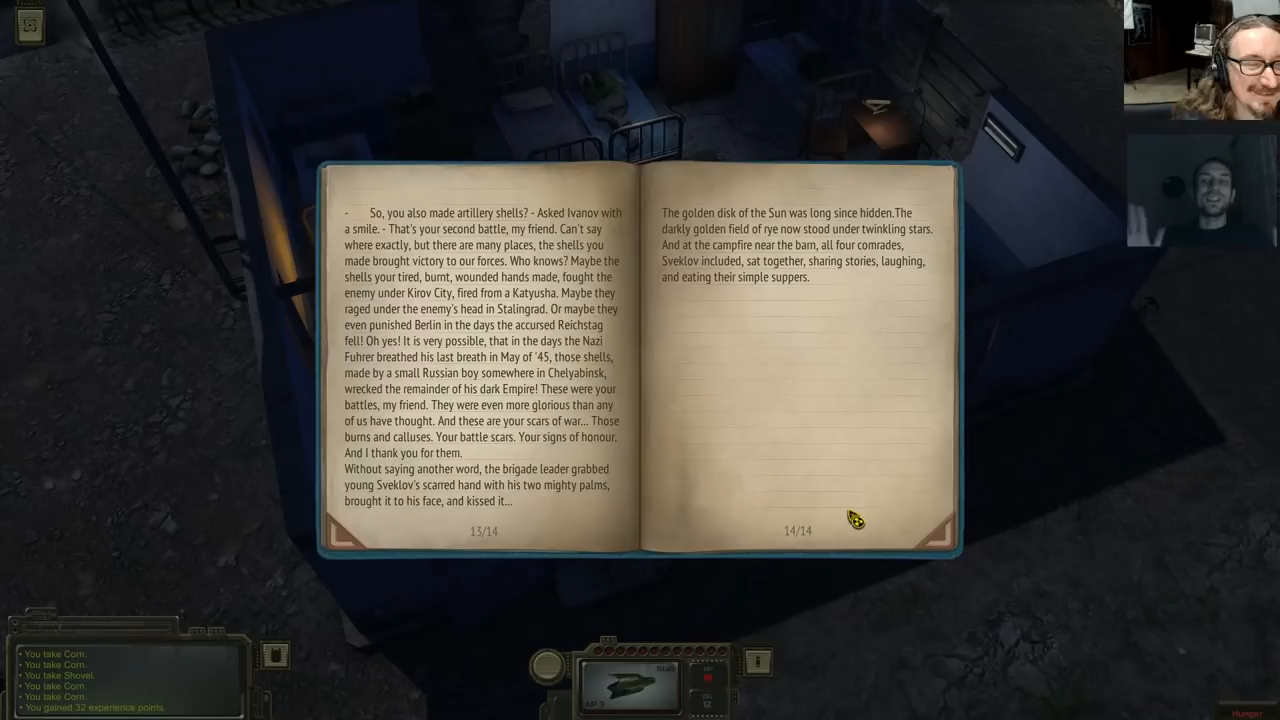 - So, you also made artillery shells? - Asked Ivanov with
a smile. - That's your second battle, my friend. Can't say
where exactly, but there are many places, the shells you
made brought victory to our forces. Who knows? Maybe the
shells your tired, burnt, wounded hands made, fought the
enemy under Kirov City, fired from a Katyusha. Maybe they
raged under the enemy's head in Stalingrad. Or maybe they
even punished Berlin in the days the accursed Reichstag
fell! Oh yes! It is very possible, that in the days the Nazi
Fuhrer breathed his last breath in May of '45, those shells,
made by a small Russian boy somewhere in Chelyabinsk,
wrecked the remainder of his dark Empire! These were your
battles, my friend. They were even more glorious than any
of us have thought. And these are your scars of war... Those
burns and calluses. Your battle scars. Your signs of honour.
And I thank you for them.
Without saying another word, the brigade leader grabbed
young Sveklov's scarred hand with his two mighty palms,
brought it to his face, and kissed it...
13/14
The golden disk of the Sun was long since hidden.The
darkly golden field of rye now stood under twinkling stars.
And at the campfire near the barn, all four comrades,
Sveklov included, sat together, sharing stories, laughing,
and eating their simple suppers.
14/14
• You take Corn.
• You take Corn.
• You take Shovel.
• You take Corn.
• You take Corn.
• You gained 32 experience points.
AP 3
12
Hunger